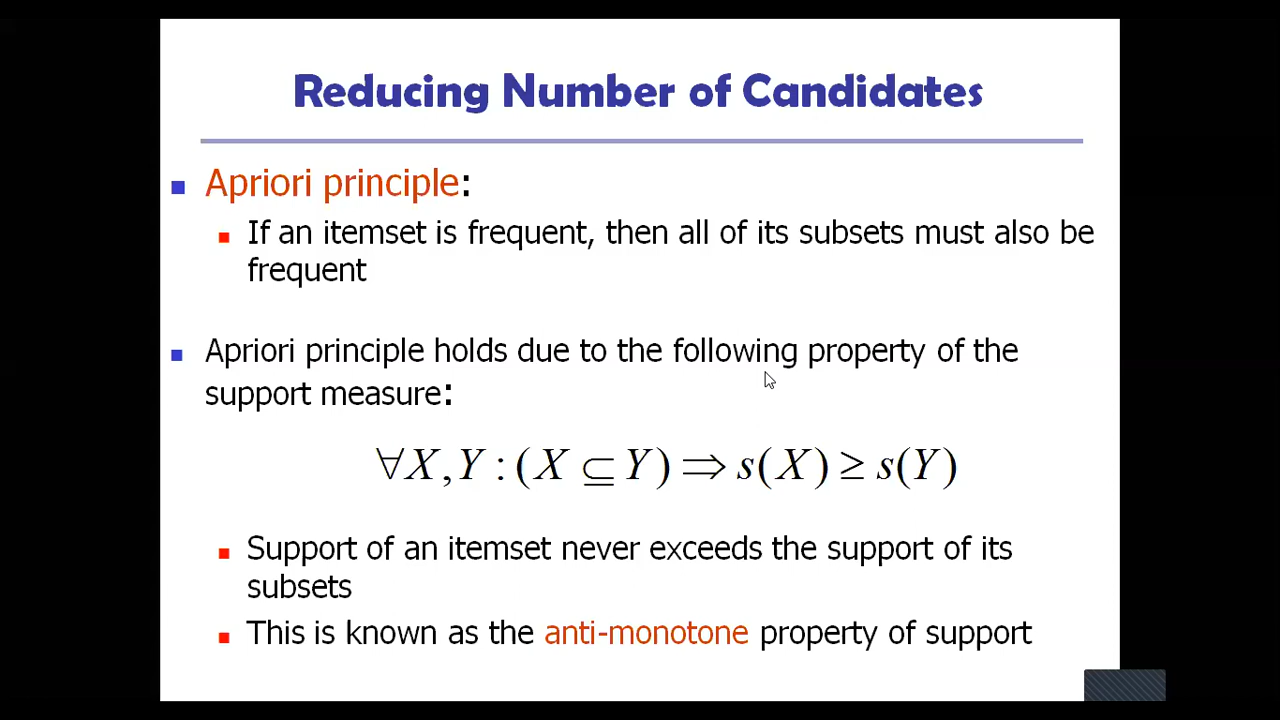 Reducing Number of Candidates
Apriori principle:
If an itemset is frequent, then all of its subsets must also be
frequent
Apriori principle holds due to the following property of the
support measure:
∀X,Y : (X ⊆ Y) ⇒ s(X) ≥ s(Y)
Support of an itemset never exceeds the support of its
subsets
This is known as the anti-monotone property of support